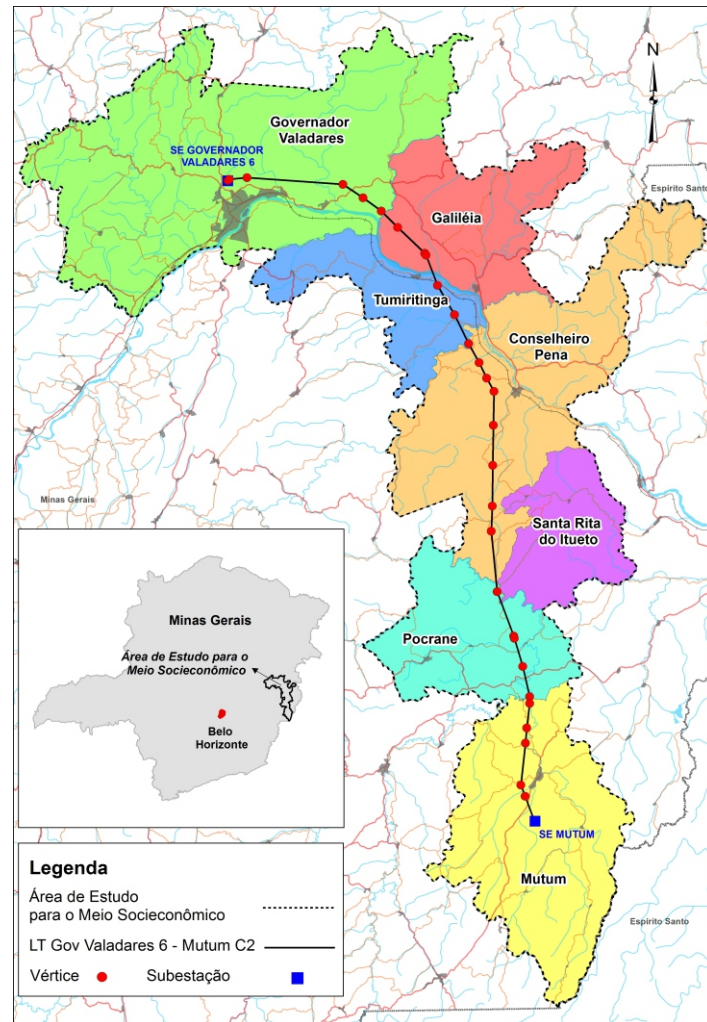 N
Governador
Valadares
SE GOVERNADOR
VALADARES 6
Espírito Santo
Galiléia
Tumiritinga
Conselheiro
Pena
Minas Gerais
Santa Rita
do Itueto
Pocrane
SE MUTUM
Mutum
Espírito Santo
Minas Gerais
Área de Estudo para o
Meio Socieconômico
Belo
Horizonte
Legenda
Área de Estudo
para o Meio Socieconômico
LT Gov Valadares 6 - Mutum C2
Vértice
Subestação